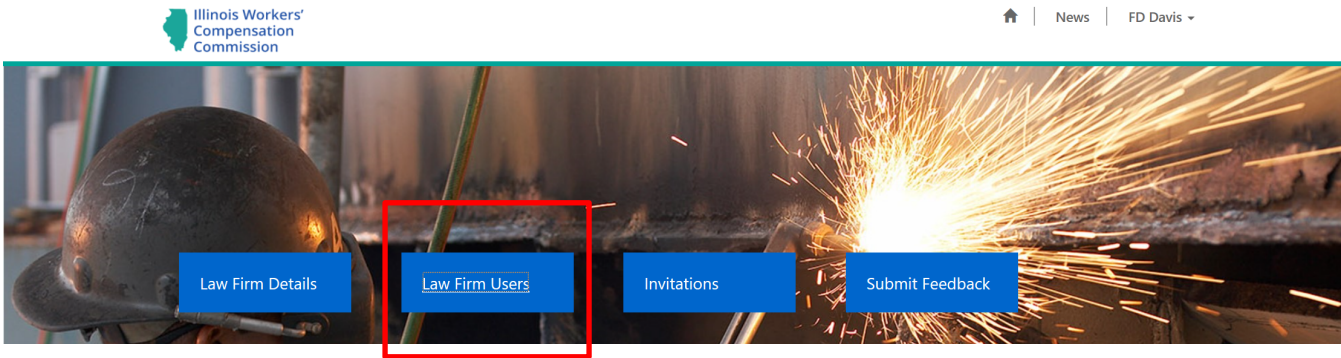 Illinois Workers'
Compensation
Commission
News
FD Davis
Law Firm Details
Law Firm Users
Invitations
Submit Feedback